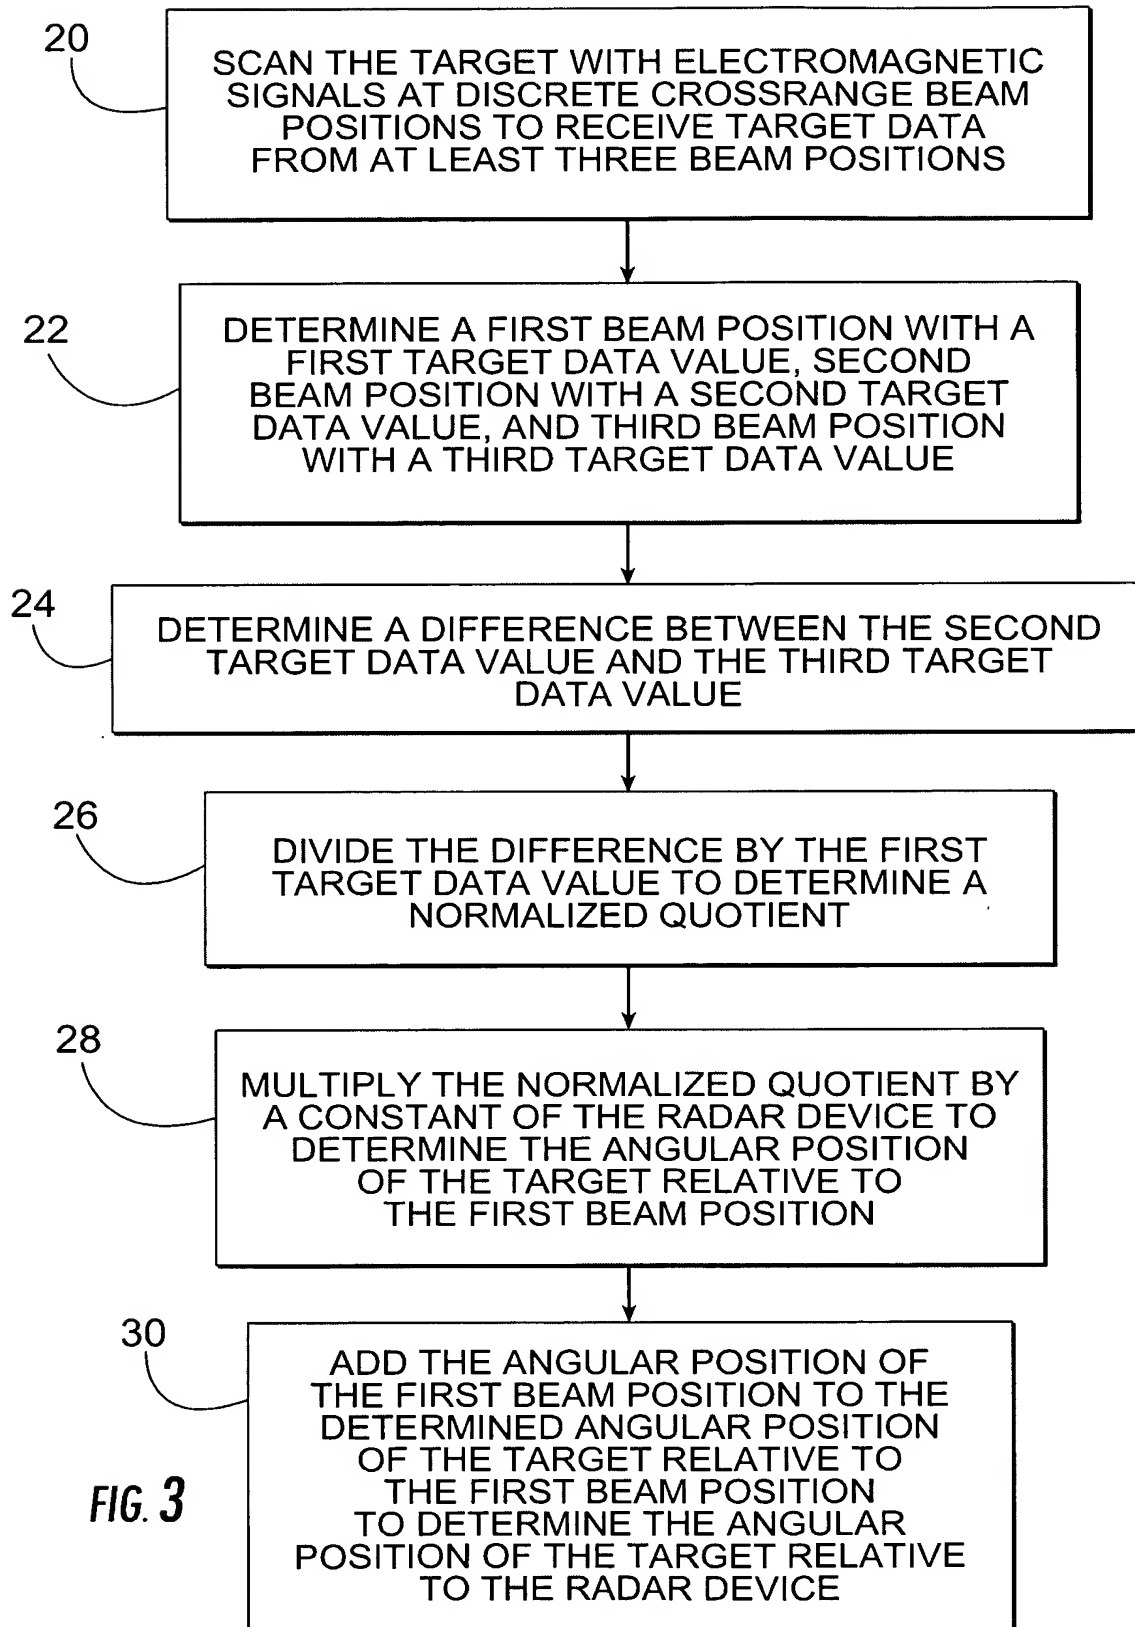 20
SCAN THE TARGET WITH ELECTROMAGNETIC
SIGNALS AT DISCRETE CROSSRANGE BEAM
POSITIONS TO RECEIVE TARGET DATA
FROM AT LEAST THREE BEAM POSITIONS
22
DETERMINE A FIRST BEAM POSITION WITH A
FIRST TARGET DATA VALUE, SECOND
BEAM POSITION WITH A SECOND TARGET
DATA VALUE, AND THIRD BEAM POSITION
WITH A THIRD TARGET DATA VALUE
24
DETERMINE A DIFFERENCE BETWEEN THE SECOND
TARGET DATA VALUE AND THE THIRD TARGET
DATA VALUE
26
DIVIDE THE DIFFERENCE BY THE FIRST
TARGET DATA VALUE TO DETERMINE A
NORMALIZED QUOTIENT
28
MULTIPLY THE NORMALIZED QUOTIENT BY
A CONSTANT OF THE RADAR DEVICE TO
DETERMINE THE ANGULAR POSITION
OF THE TARGET RELATIVE TO
THE FIRST BEAM POSITION
30
ADD THE ANGULAR POSITION OF
THE FIRST BEAM POSITION TO THE
DETERMINED ANGULAR POSITION
OF THE TARGET RELATIVE TO
THE FIRST BEAM POSITION
TO DETERMINE THE ANGULAR
POSITION OF THE TARGET RELATIVE
TO THE RADAR DEVICE
FIG. 3